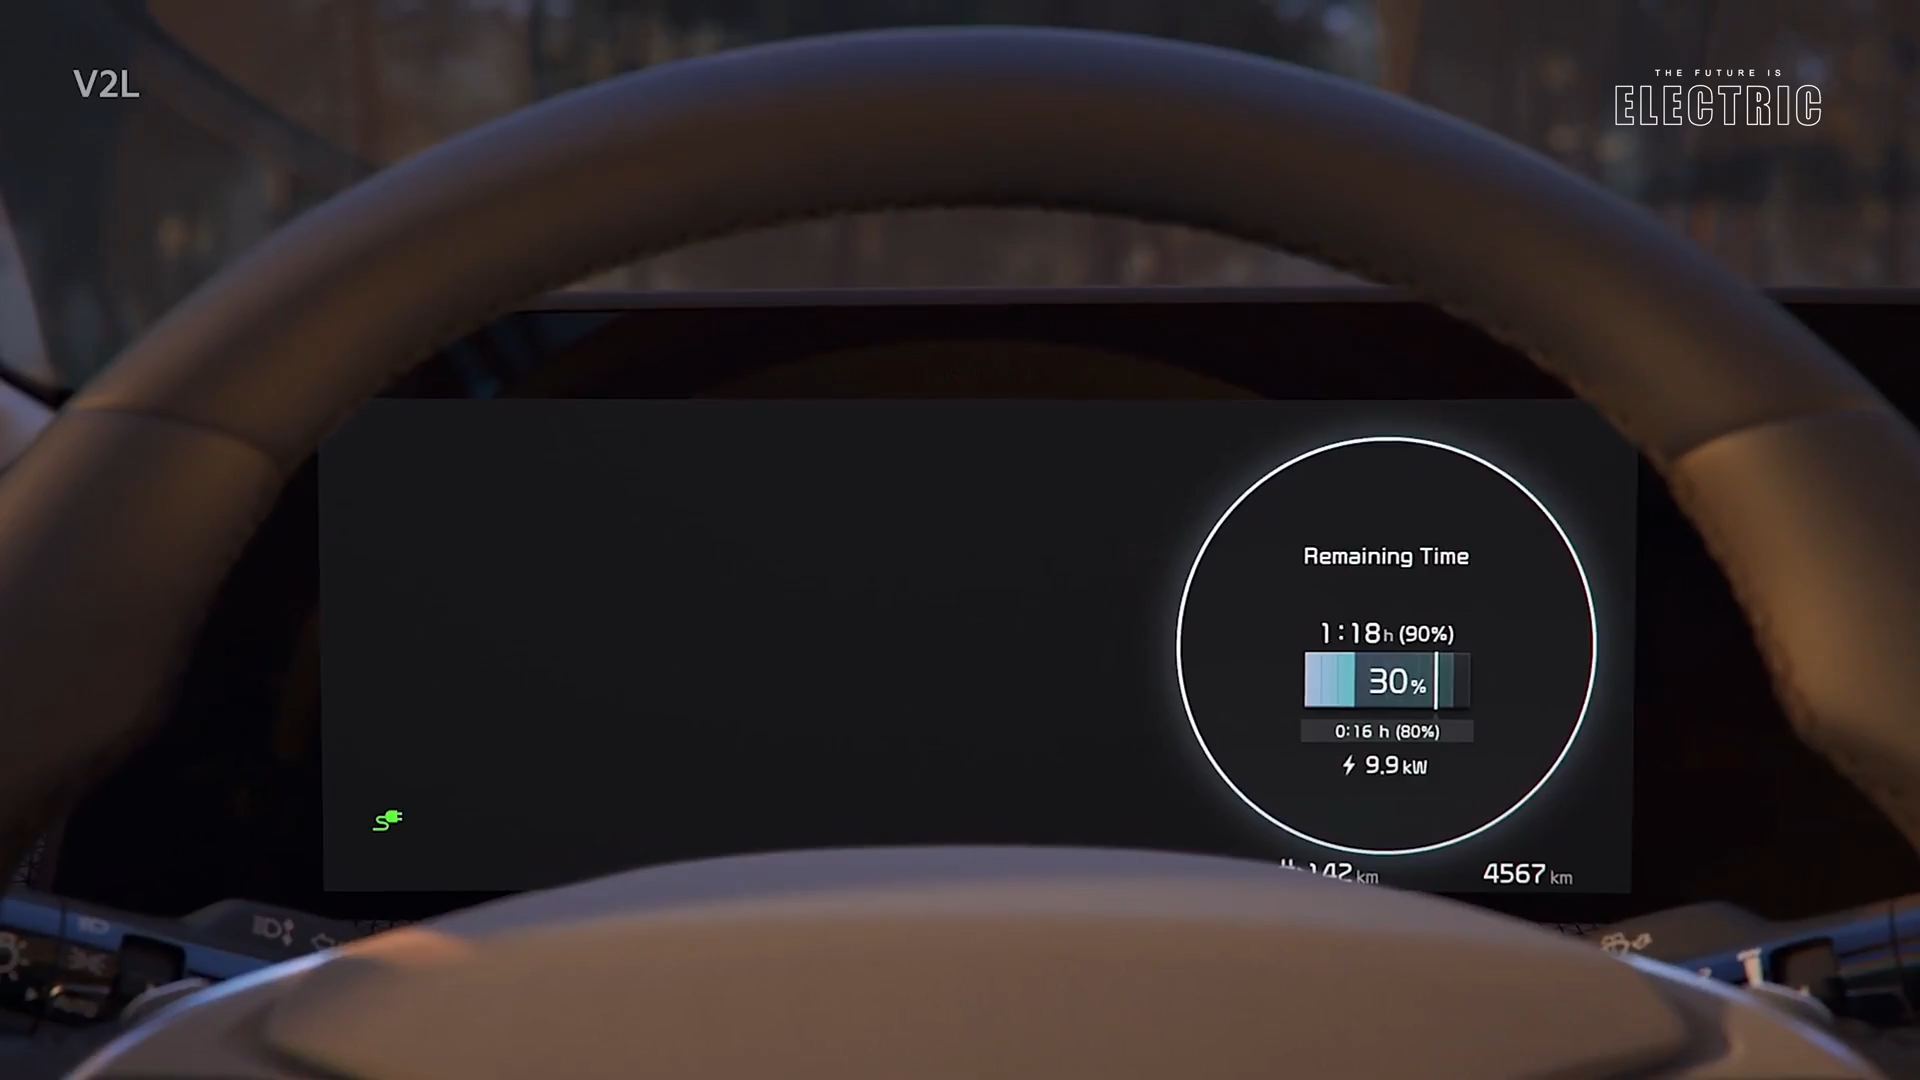 V2L
THE FUTURE IS
ELECTRIC
Remaining Time
1:18 h (90%)
30%
0:16 h (80%)
9.9 kW
142 km
4567 km